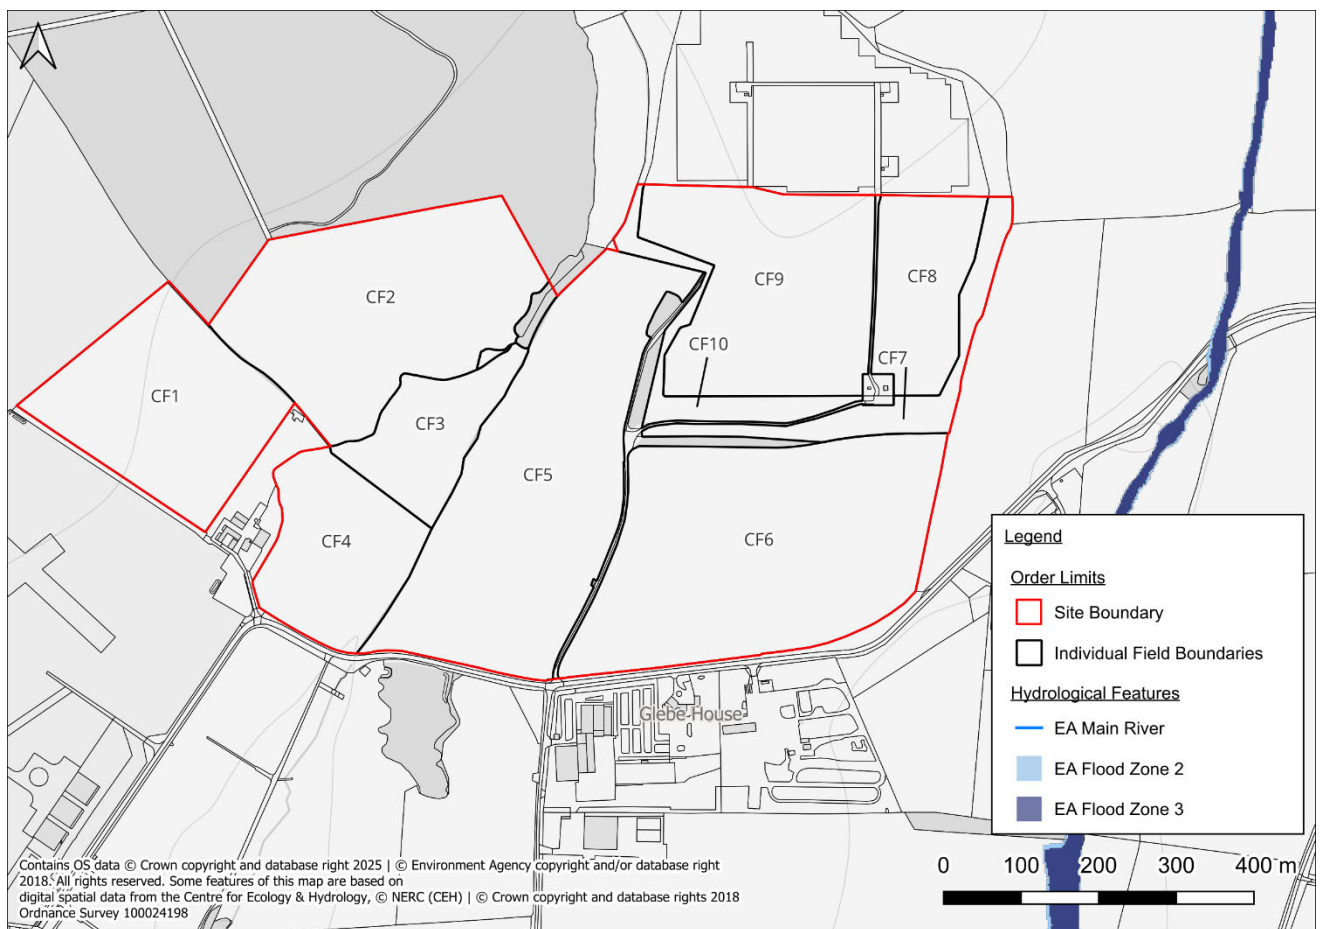 CF9
CF8
CF2
CF10
CF7
CF1
CF3
CF5
CF4
CF6
Glebe House
Legend
Order Limits
Site Boundary
Individual Field Boundaries
Hydrological Features
EA Main River
EA Flood Zone 2
EA Flood Zone 3
0 100 200 300 400 m
Contains OS data © Crown copyright and database right 2025 | © Environment Agency copyright and/or database right
2018. All rights reserved. Some features of this map are based on
digital spatial data from the Centre for Ecology & Hydrology, © NERC (CEH) | © Crown copyright and database rights 2018
Ordnance Survey 100024198